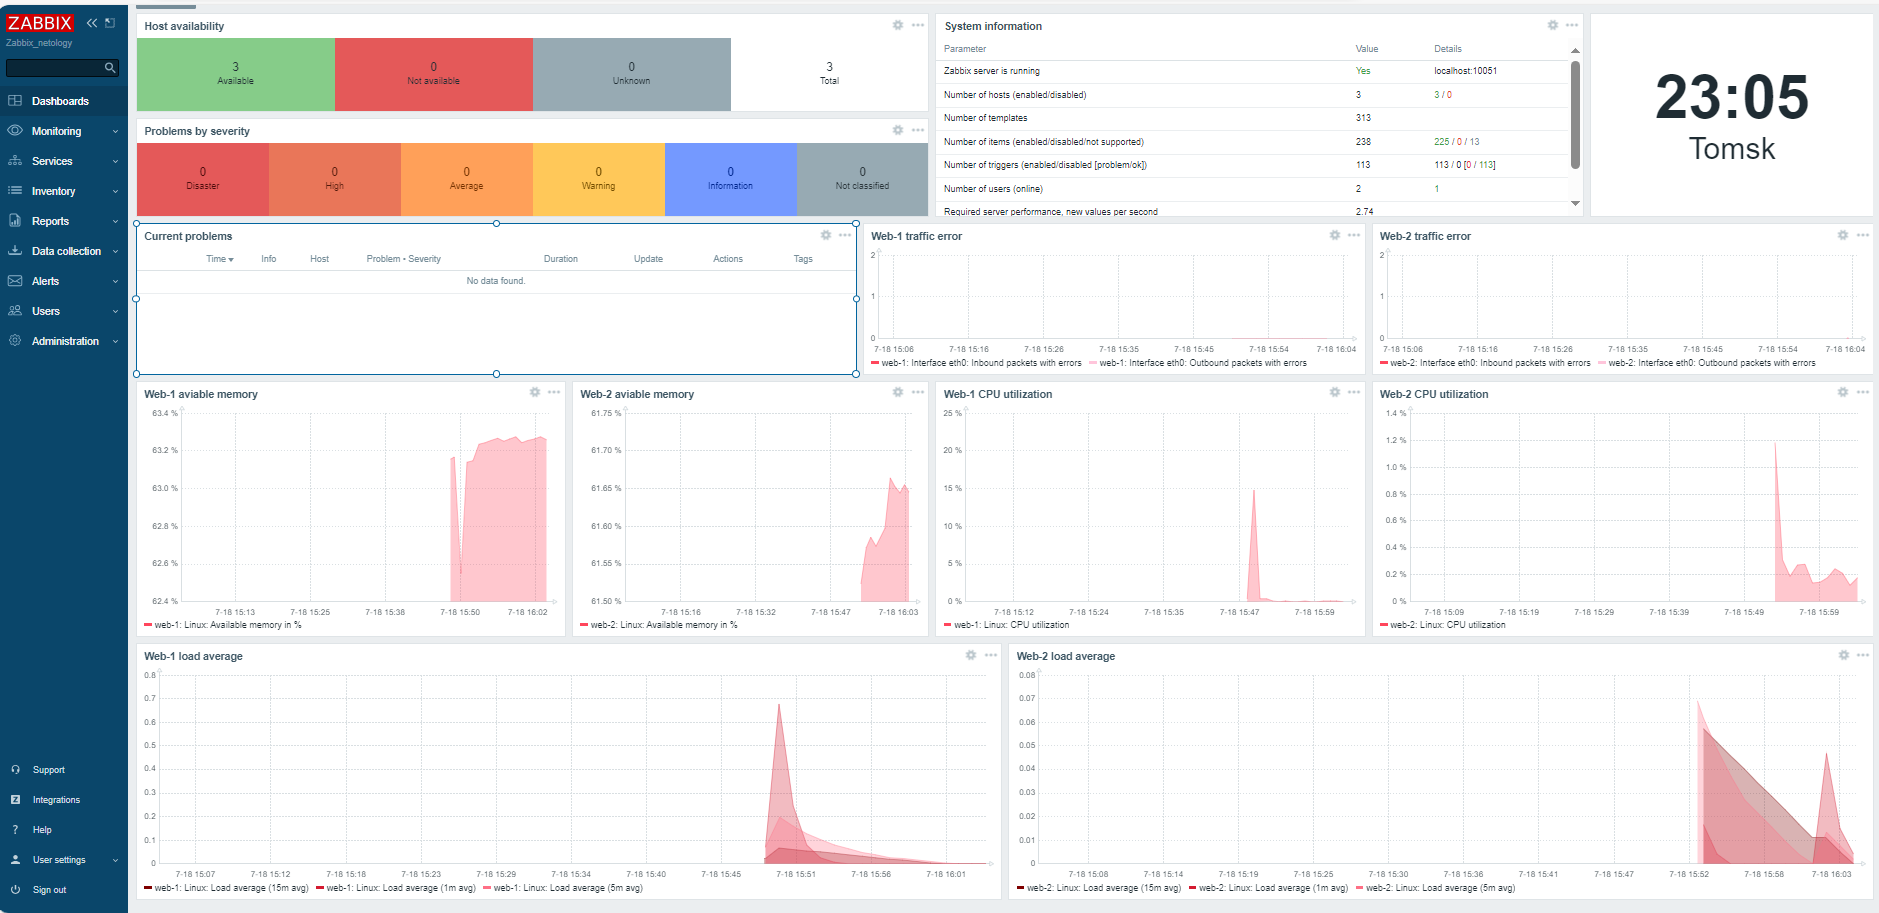 ZABBIX
Zabbix_netology
Dashboards
Monitoring
Services
Inventory
Reports
Data collection
Alerts
Users
Administration
Support
Integrations
Help
User settings
Sign out
Host availability
3 0 0 3
Available Not available Unknown Total
Problems by severity
0 0 0 0 0 0
Disaster High Average Warning Information Not classified
System information
Parameter Value Details
Zabbix server is running Yes localhost:10051
Number of hosts (enabled/disabled) 3 3 / 0
Number of templates 313
Number of items (enabled/disabled/not supported) 238 225 / 0 / 13
Number of triggers (enabled/disabled [problem/ok]) 113 113 / 0 [0 / 113]
Number of users (online) 2 1
Required server performance, new values per second 2.74
23:05
Tomsk
Current problems
Time Info Host Problem • Severity Duration Update Actions Tags
No data found.
Web-1 traffic error
2
1
0
7-18 15:06 7-18 15:16 7-18 15:26 7-18 15:35 7-18 15:45 7-18 15:54 7-18 16:04
web-1: Interface eth0: Inbound packets with errors web-1: Interface eth0: Outbound packets with errors
Web-2 traffic error
2
1
0
7-18 15:06 7-18 15:16 7-18 15:26 7-18 15:35 7-18 15:45 7-18 15:54 7-18 16:04
web-2: Interface eth0: Inbound packets with errors web-2: Interface eth0: Outbound packets with errors
Web-1 aviable memory
63.4 %
63.2 %
63.0 %
62.8 %
62.6 %
62.4 %
7-18 15:13 7-18 15:25 7-18 15:38 7-18 15:50 7-18 16:02
web-1: Linux: Available memory in %
Web-2 aviable memory
61.75 %
61.70 %
61.65 %
61.60 %
61.55 %
61.50 %
7-18 15:16 7-18 15:32 7-18 15:47 7-18 16:03
web-2: Linux: Available memory in %
Web-1 CPU utilization
25 %
20 %
15 %
10 %
5 %
0 %
7-18 15:12 7-18 15:24 7-18 15:35 7-18 15:47 7-18 15:59
web-1: Linux: CPU utilization
Web-2 CPU utilization
1.4 %
1.2 %
1.0 %
0.8 %
0.6 %
0.4 %
0.2 %
0 %
7-18 15:09 7-18 15:19 7-18 15:29 7-18 15:39 7-18 15:49 7-18 15:59
web-2: Linux: CPU utilization
Web-1 load average
0.8
0.7
0.6
0.5
0.4
0.3
0.2
0.1
0
7-18 15:07 7-18 15:12 7-18 15:18 7-18 15:23 7-18 15:29 7-18 15:34 7-18 15:40 7-18 15:45 7-18 15:51 7-18 15:56 7-18 16:01
web-1: Linux: Load average (15m avg) web-1: Linux: Load average (1m avg) web-1: Linux: Load average (5m avg)
Web-2 load average
0.08
0.07
0.06
0.05
0.04
0.03
0.02
0.01
0
7-18 15:08 7-18 15:14 7-18 15:19 7-18 15:25 7-18 15:30 7-18 15:36 7-18 15:41 7-18 15:47 7-18 15:52 7-18 15:58 7-18 16:03
web-2: Linux: Load average (15m avg) web-2: Linux: Load average (1m avg) web-2: Linux: Load average (5m avg)